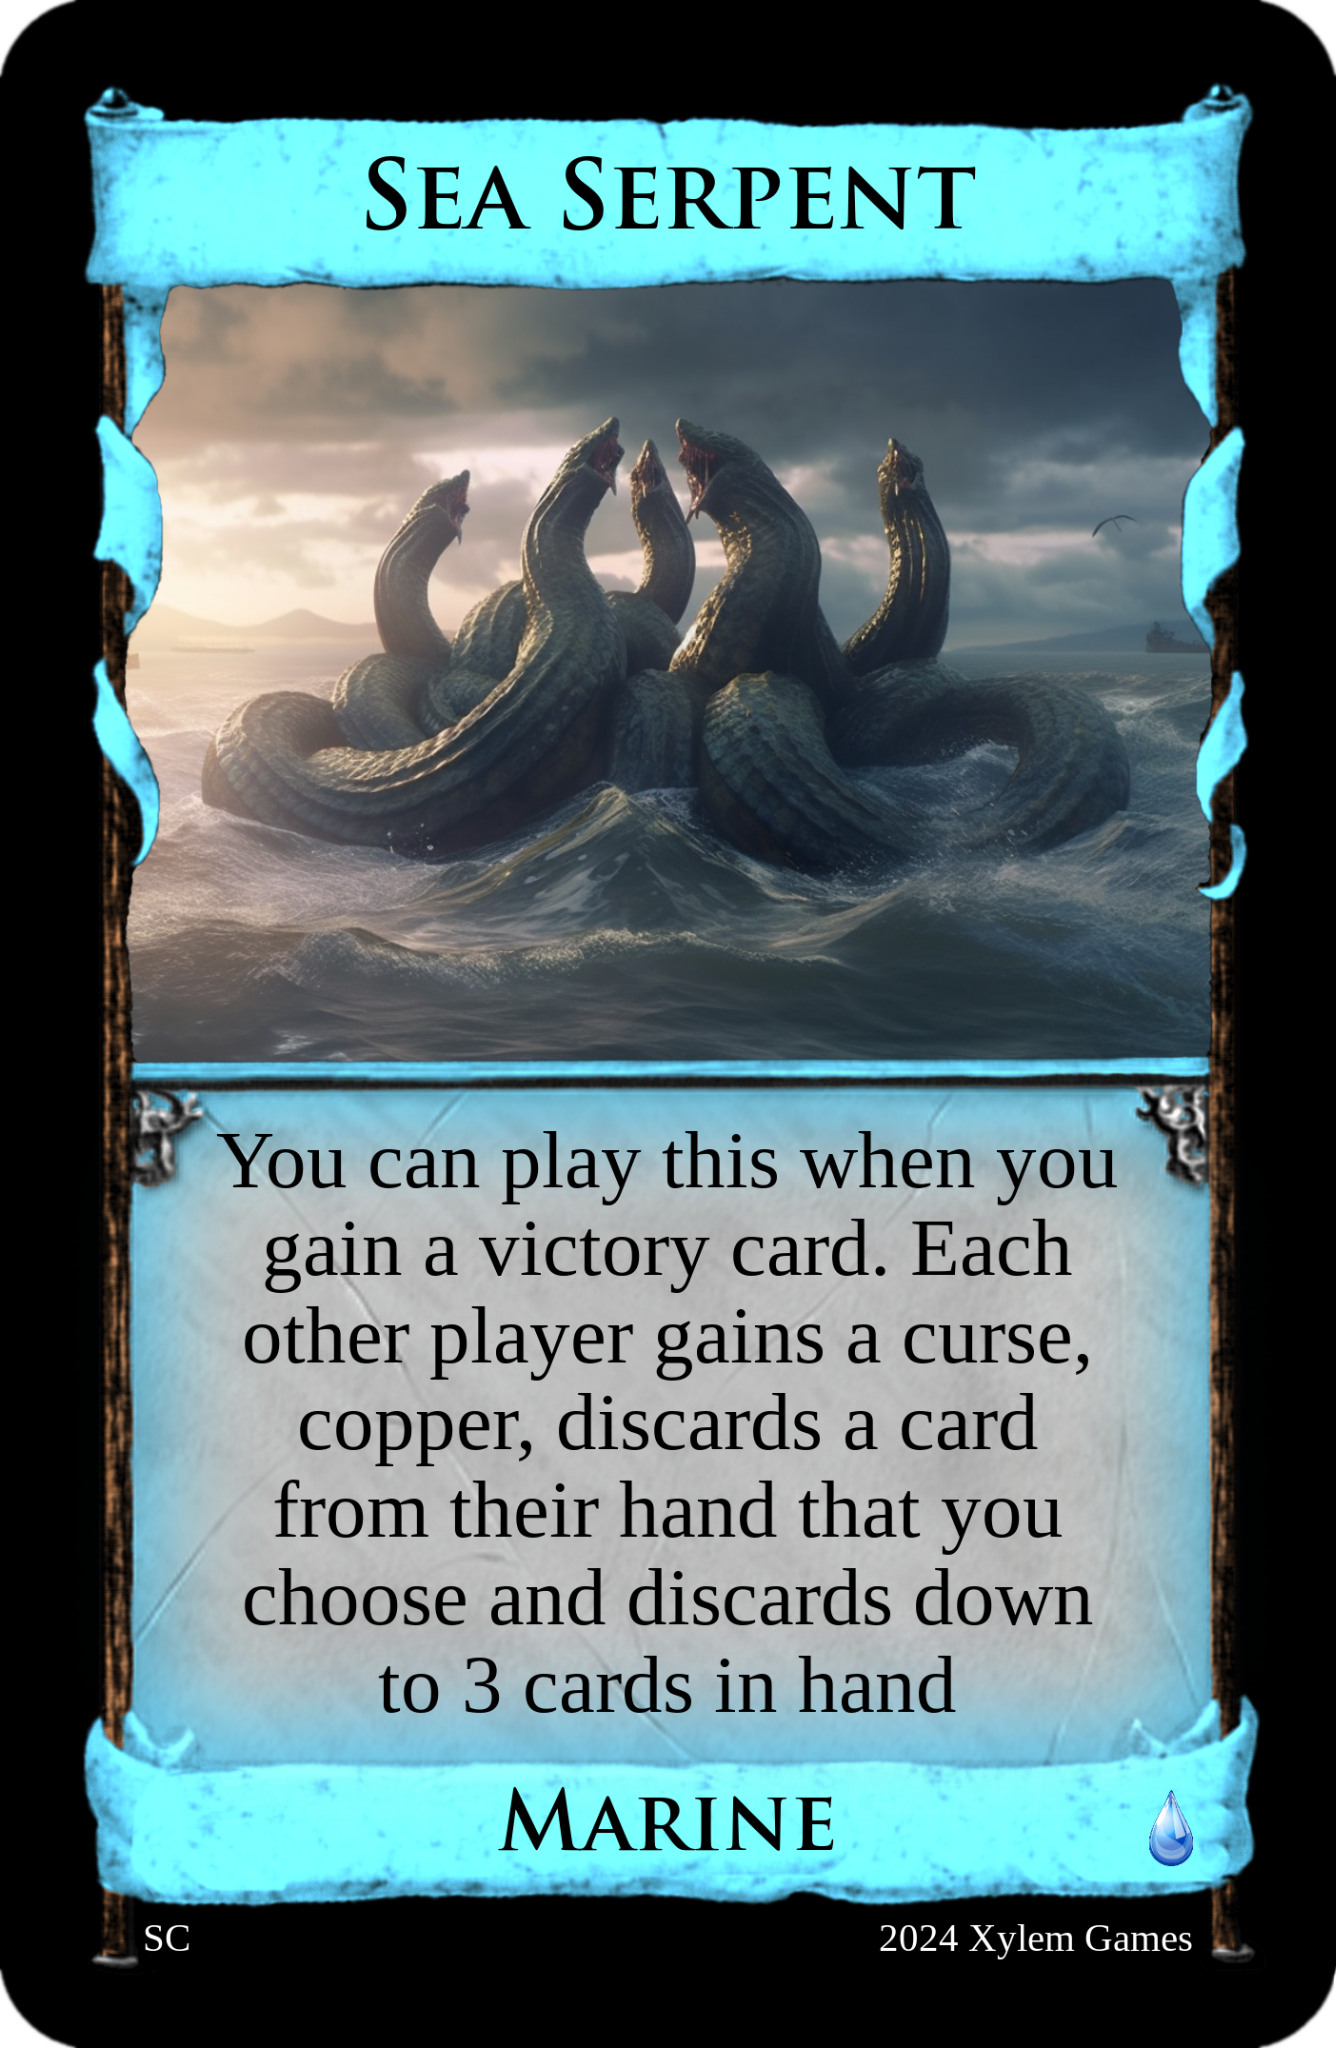 Sea Serpent
You can play this when you
gain a victory card. Each
other player gains a curse,
copper, discards a card
from their hand that you
choose and discards down
to 3 cards in hand
Marine
SC
2024 Xylem Games